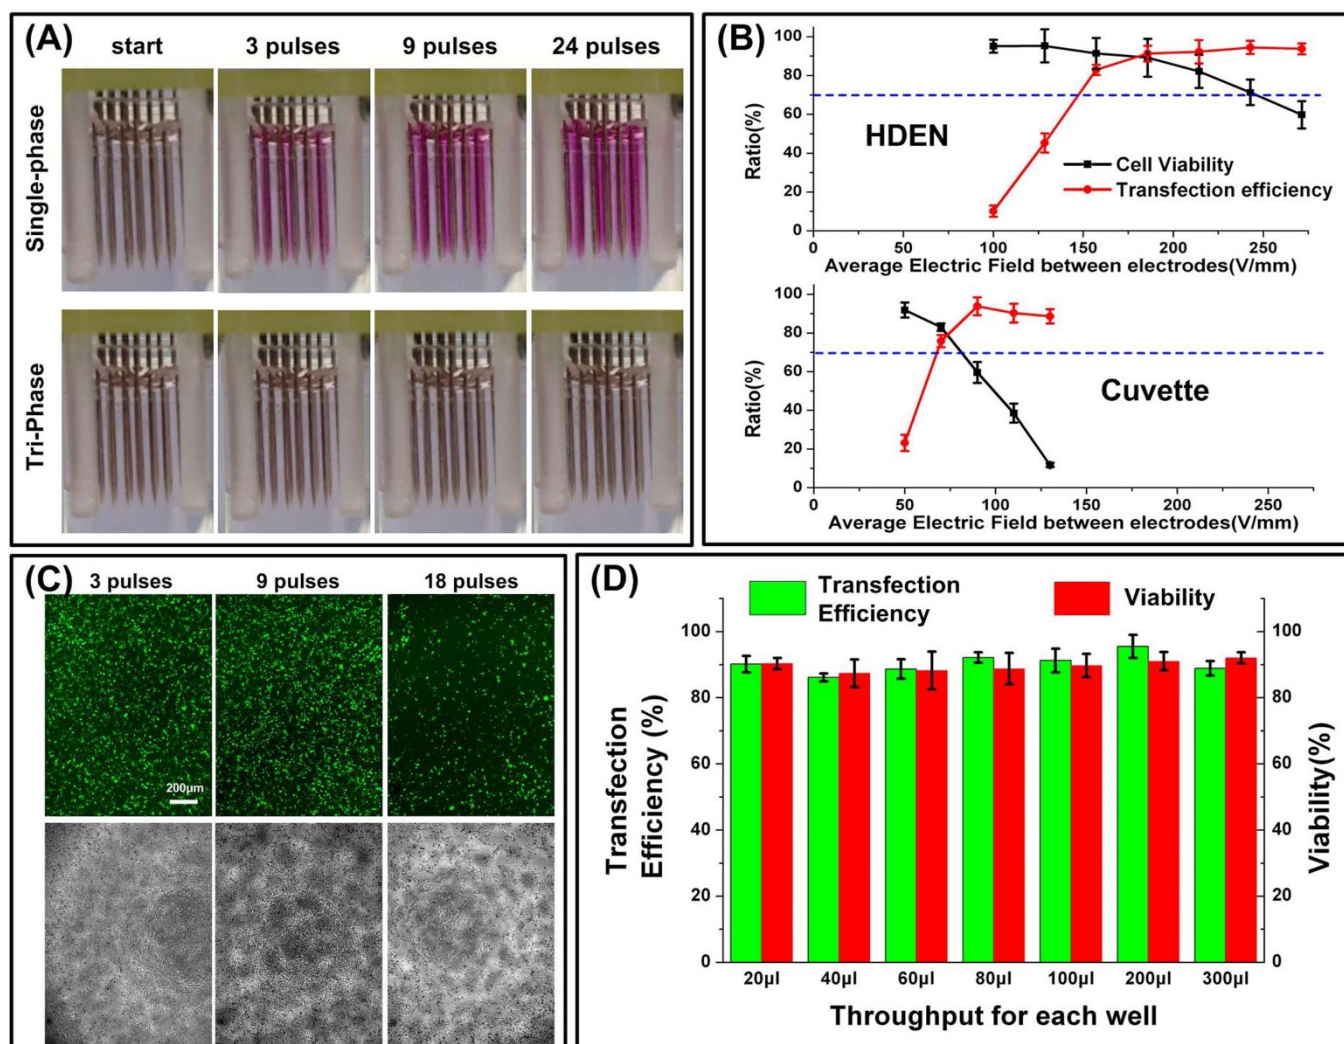 (A)
start 3 pulses 9 pulses 24 pulses
Single-phase
Tri-Phase
(B)
100
80
60
40
20
0
Ratio(%)
HDEN
Cell Viability
Transfection efficiency
0 50 100 150 200 250
Average Electric Field between electrodes(V/mm)
100
80
60
40
20
0
Ratio(%)
Cuvette
0 50 100 150 200 250
Average Electric Field between electrodes(V/mm)
(C)
3 pulses 9 pulses 18 pulses
200μm
(D)
Transfection
Efficiency
Viability
Transfection
Efficiency (%)
100
80
60
40
20
0
100
80
60
40
20
0
Viability(%)
20μl 40μl 60μl 80μl 100μl 200μl 300μl
Throughput for each well